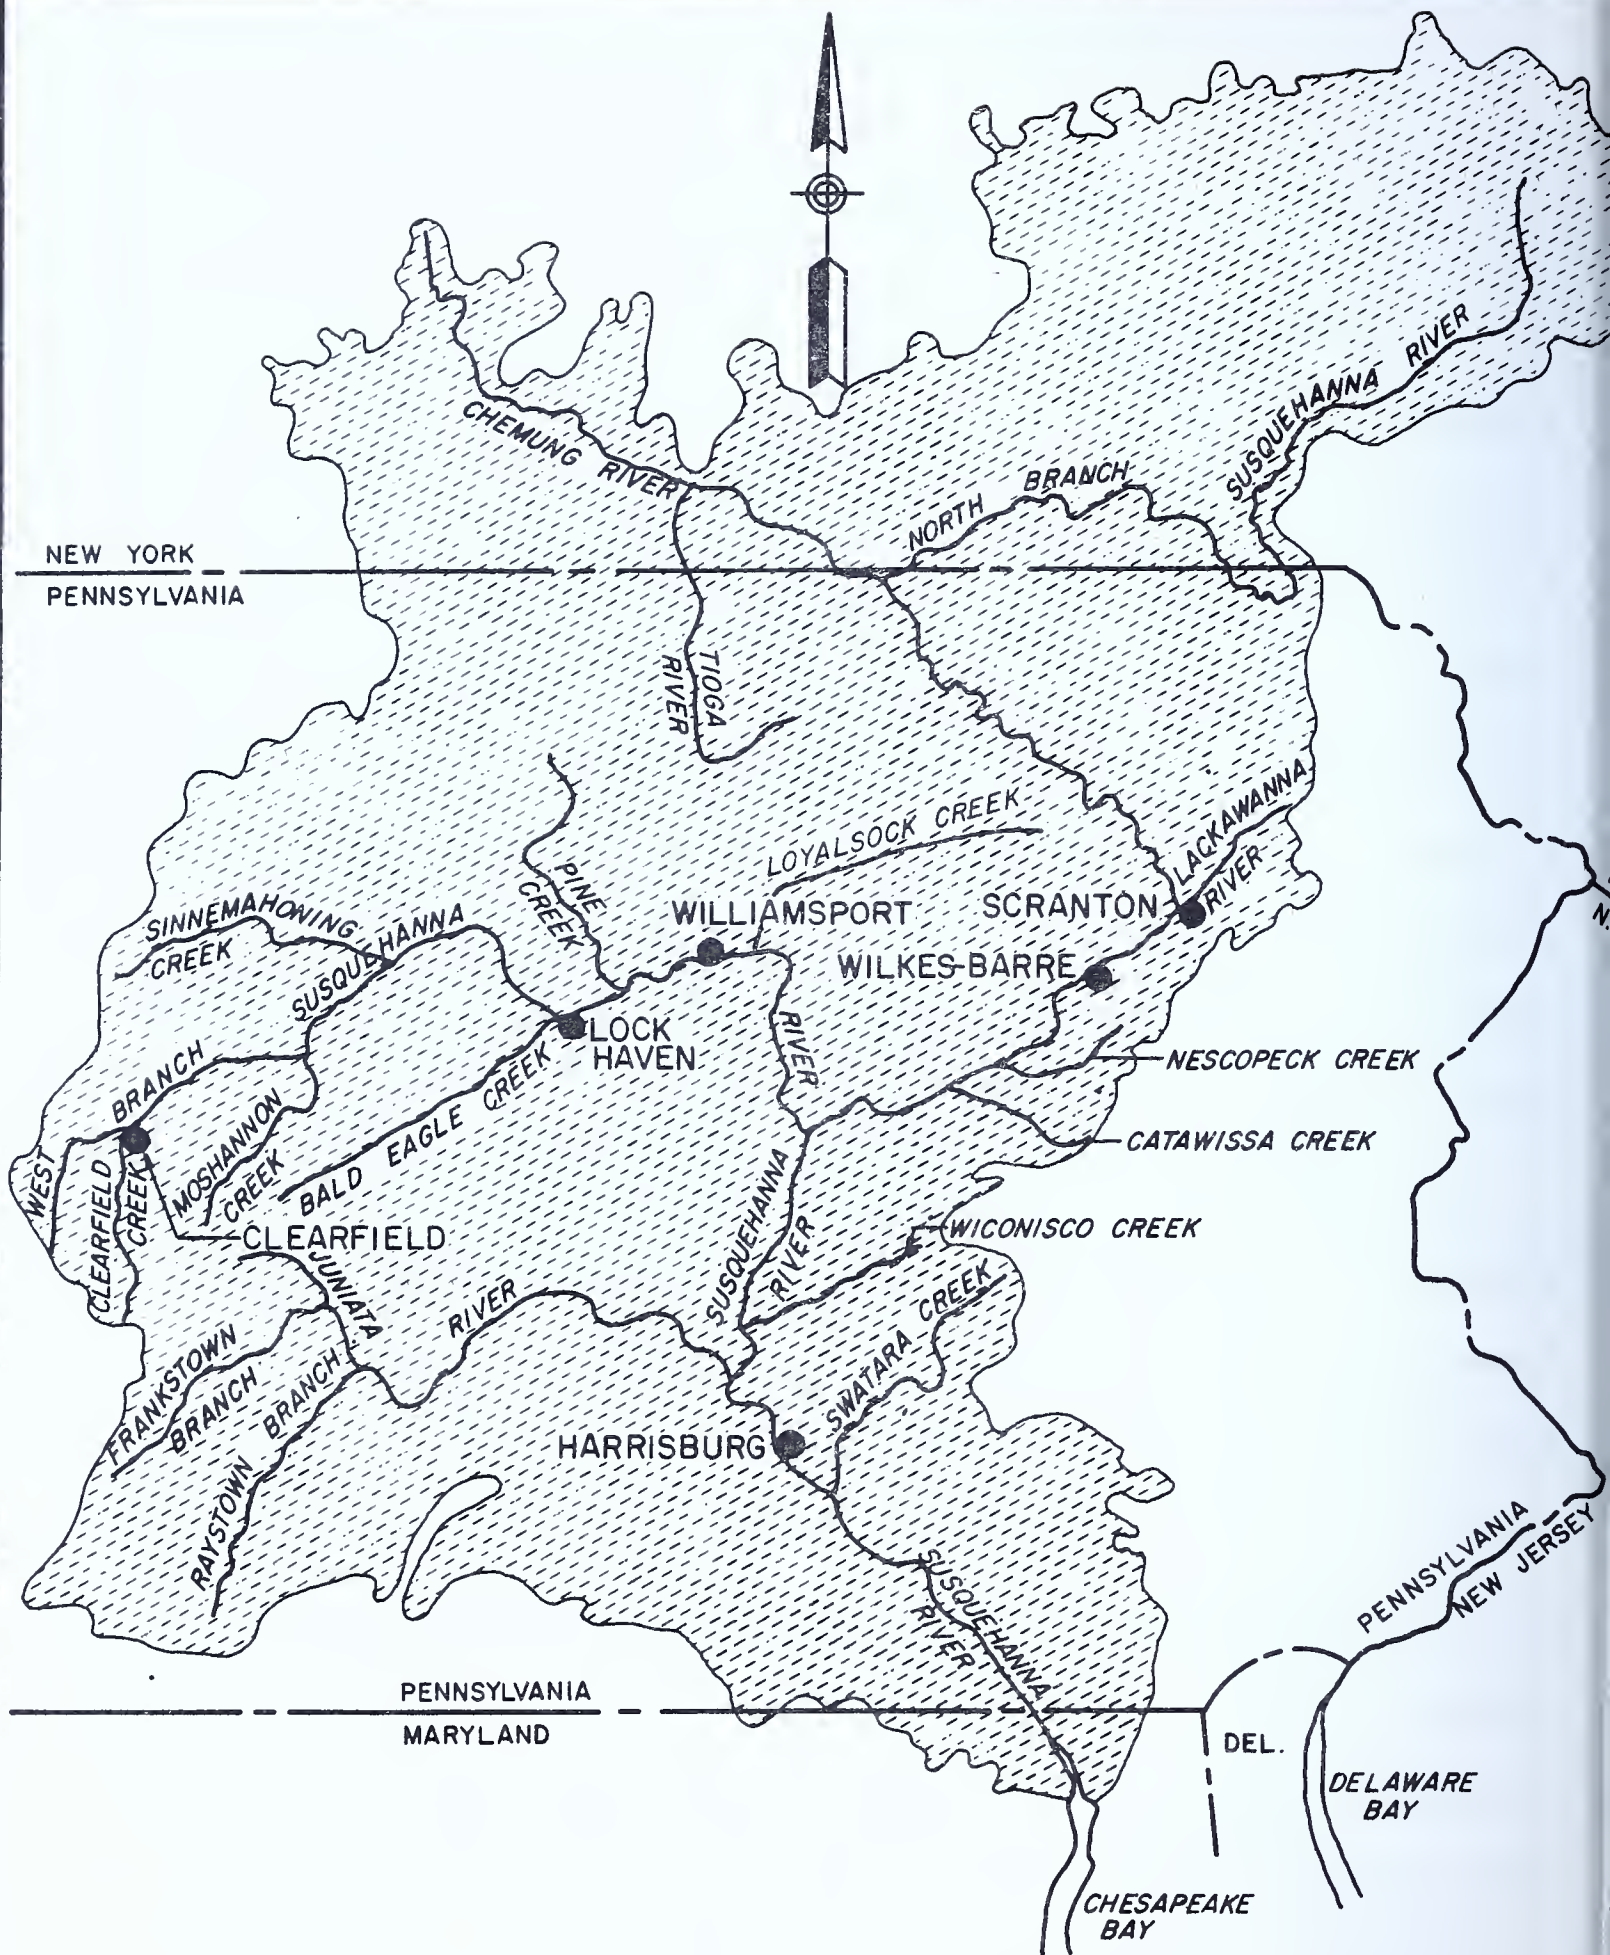 SUSQUEHANNA RIVER
CHEMUNG RIVER
NORTH BRANCH
NEW YORK
PENNSYLVANIA
TIOGA
RIVER
LACKAWANNA
RIVER
LOYALSOCK CREEK
PINE
CREEK
SINNEMAHONING
CREEK
WILLIAMSPORT
SCRANTON
WILKES-BARRE
WEST BRANCH SUSQUEHANNA RIVER
LOCK
HAVEN
NESCOPECK CREEK
CATAWISSA CREEK
MOSHANNON
CREEK
BALD EAGLE CREEK
CLEARFIELD
CREEK
CLEARFIELD
WICONISCO CREEK
SUSQUEHANNA
RIVER
JUNIATA RIVER
SWATARA CREEK
FRANKSTOWN
BRANCH
RAYSTOWN BRANCH
HARRISBURG
SUSQUEHANNA
RIVER
PENNSYLVANIA
NEW JERSEY
PENNSYLVANIA
MARYLAND
DEL.
DELAWARE
BAY
CHESAPEAKE
BAY